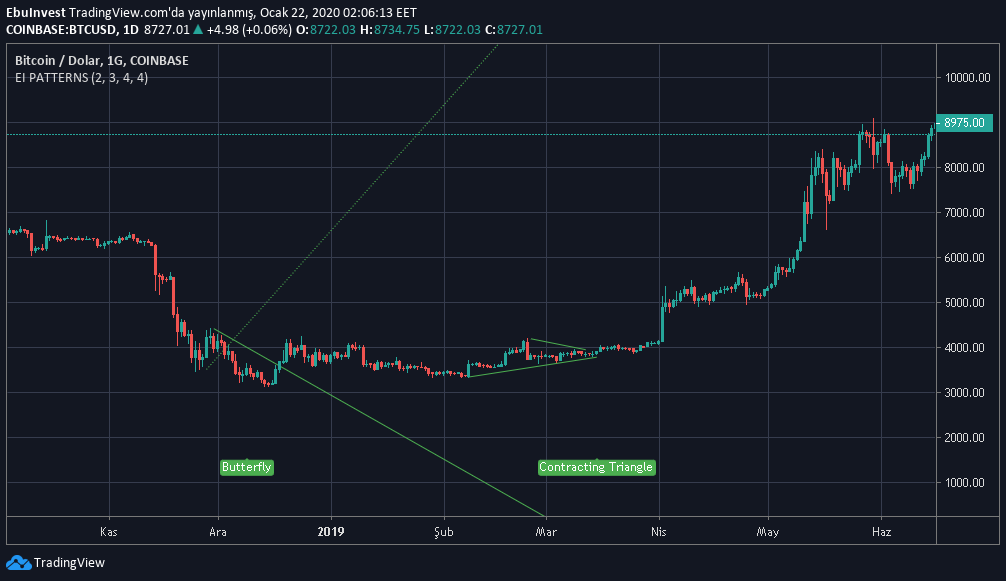 EbuInvest TradingView.com'da yayınlanmış, Ocak 22, 2020 02:06:13 EET
COINBASE:BTCUSD, 1D 8727.01 ▲ +4.98 (+0.06%) O:8722.03 H:8734.75 L:8722.03 C:8727.01
Bitcoin / Dolar, 1G, COINBASE
EI PATTERNS (2, 3, 4, 4)
10000.00
8975.00
8000.00
7000.00
6000.00
5000.00
4000.00
3000.00
2000.00
1000.00
Butterfly
Contracting Triangle
Kas
Ara
2019
Şub
Mar
Nis
May
Haz
TradingView